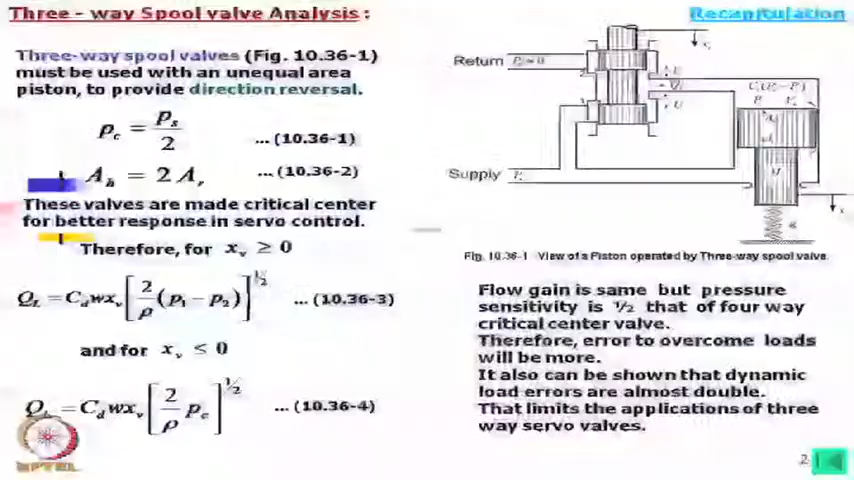 Three - way Spool valve Analysis :
Recapitulation
Three-way spool valves (Fig. 10.36-1)
must be used with an unequal area
piston, to provide direction reversal.
p_c = p_s / 2 ... (10.36-1)
A_h = 2 A_r ...(10.36-2)
These valves are made critical center
for better response in servo control.
Therefore, for x_v ≥ 0
Q_L = C_d w x_v [ 2/ρ (p_1 − p_2) ]^1/2 ... (10.36-3)
and for x_v ≤ 0
Q_L = C_d w x_v [ 2/ρ p_c ]^1/2 ... (10.36-4)
NPTEL
Return
Supply
Fig. 10.36-1 View of a Piston operated by Three-way spool valve.
Flow gain is same but pressure
sensitivity is ½ that of four way
critical center valve.
Therefore, error to overcome loads
will be more.
It also can be shown that dynamic
load errors are almost double.
That limits the applications of three
way servo valves.
2